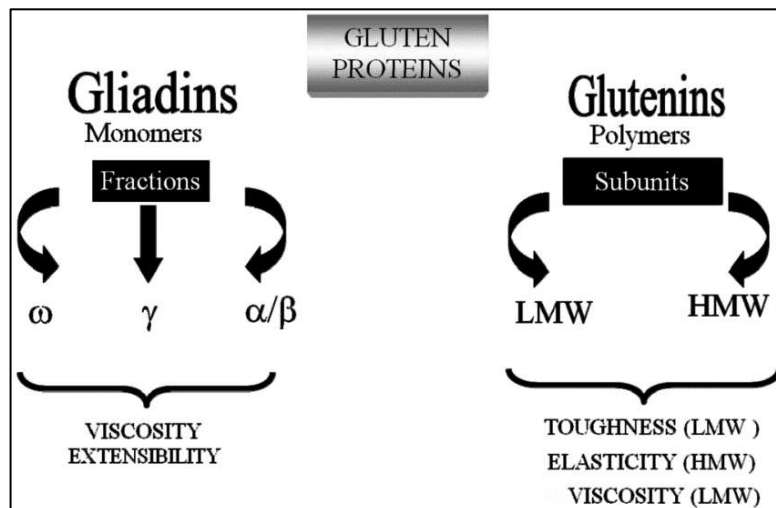 GLUTEN
PROTEINS
Gliadins
Monomers
Fractions
ω γ α/β
VISCOSITY
EXTENSIBILITY
Glutenins
Polymers
Subunits
LMW HMW
TOUGHNESS (LMW )
ELASTICITY (HMW)
VISCOSITY (LMW)